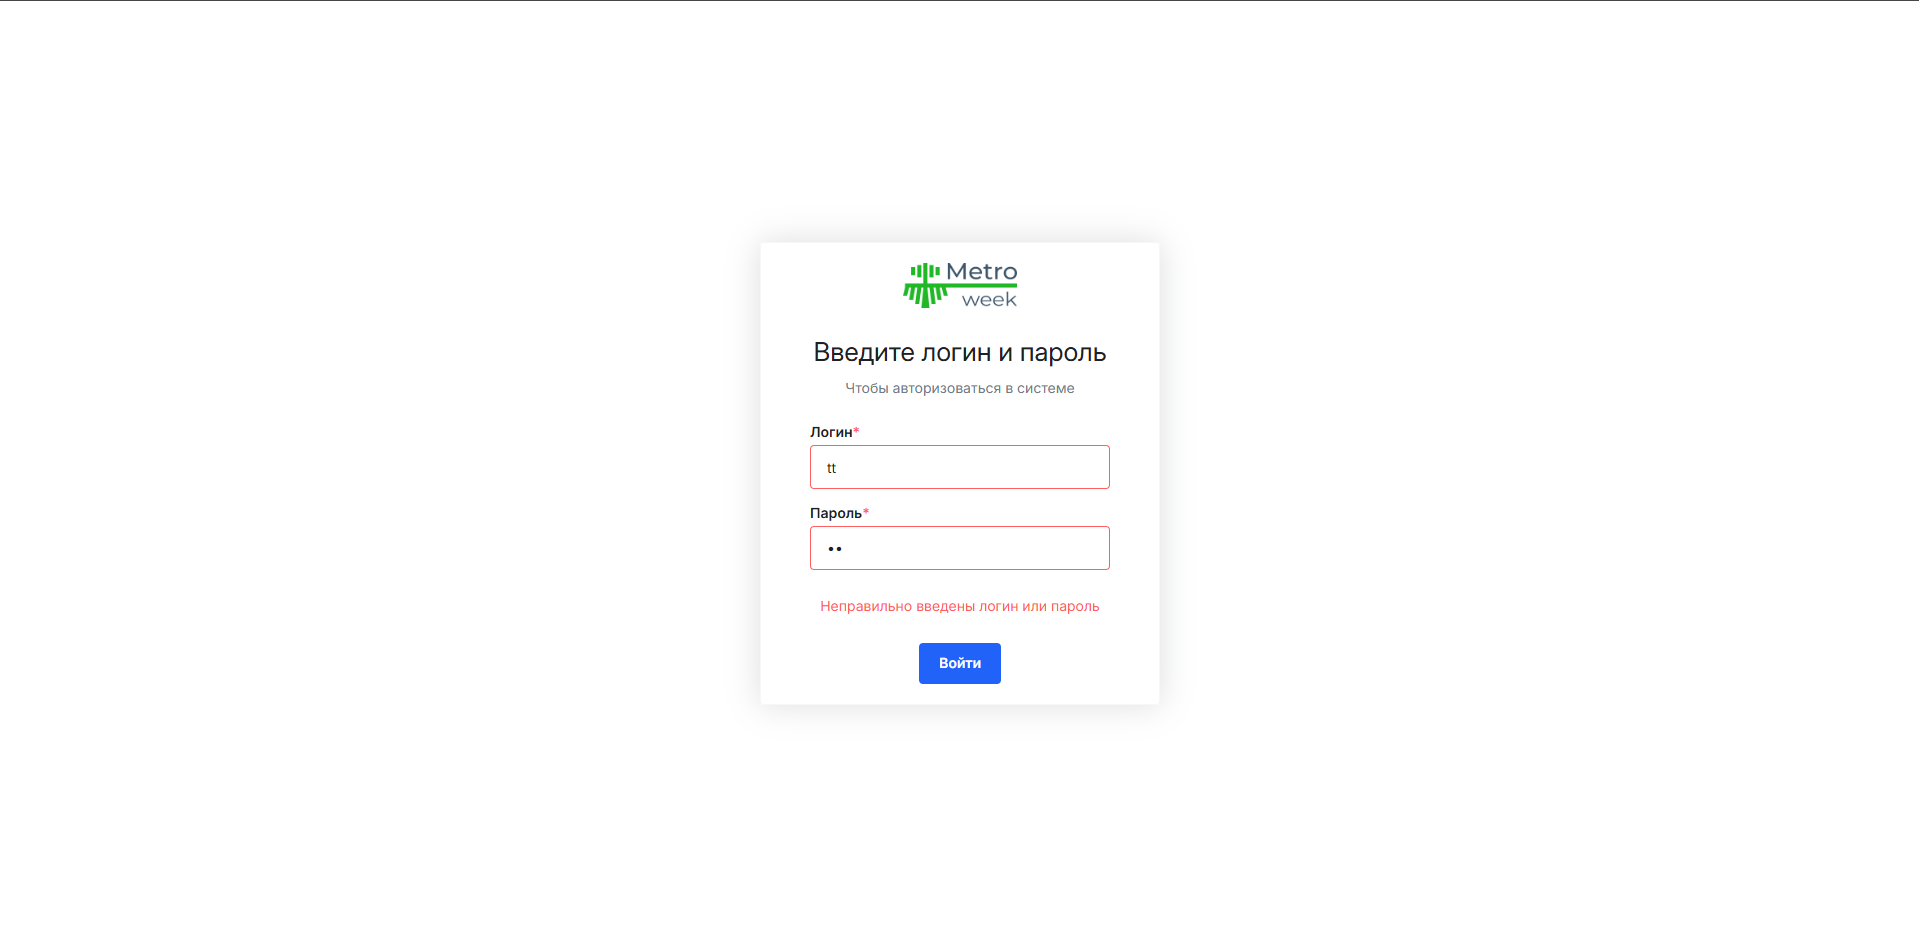 Metro
week
Введите логин и пароль
Чтобы авторизоваться в системе
Логин*
tt
Пароль*
••
Неправильно введены логин или пароль
Войти